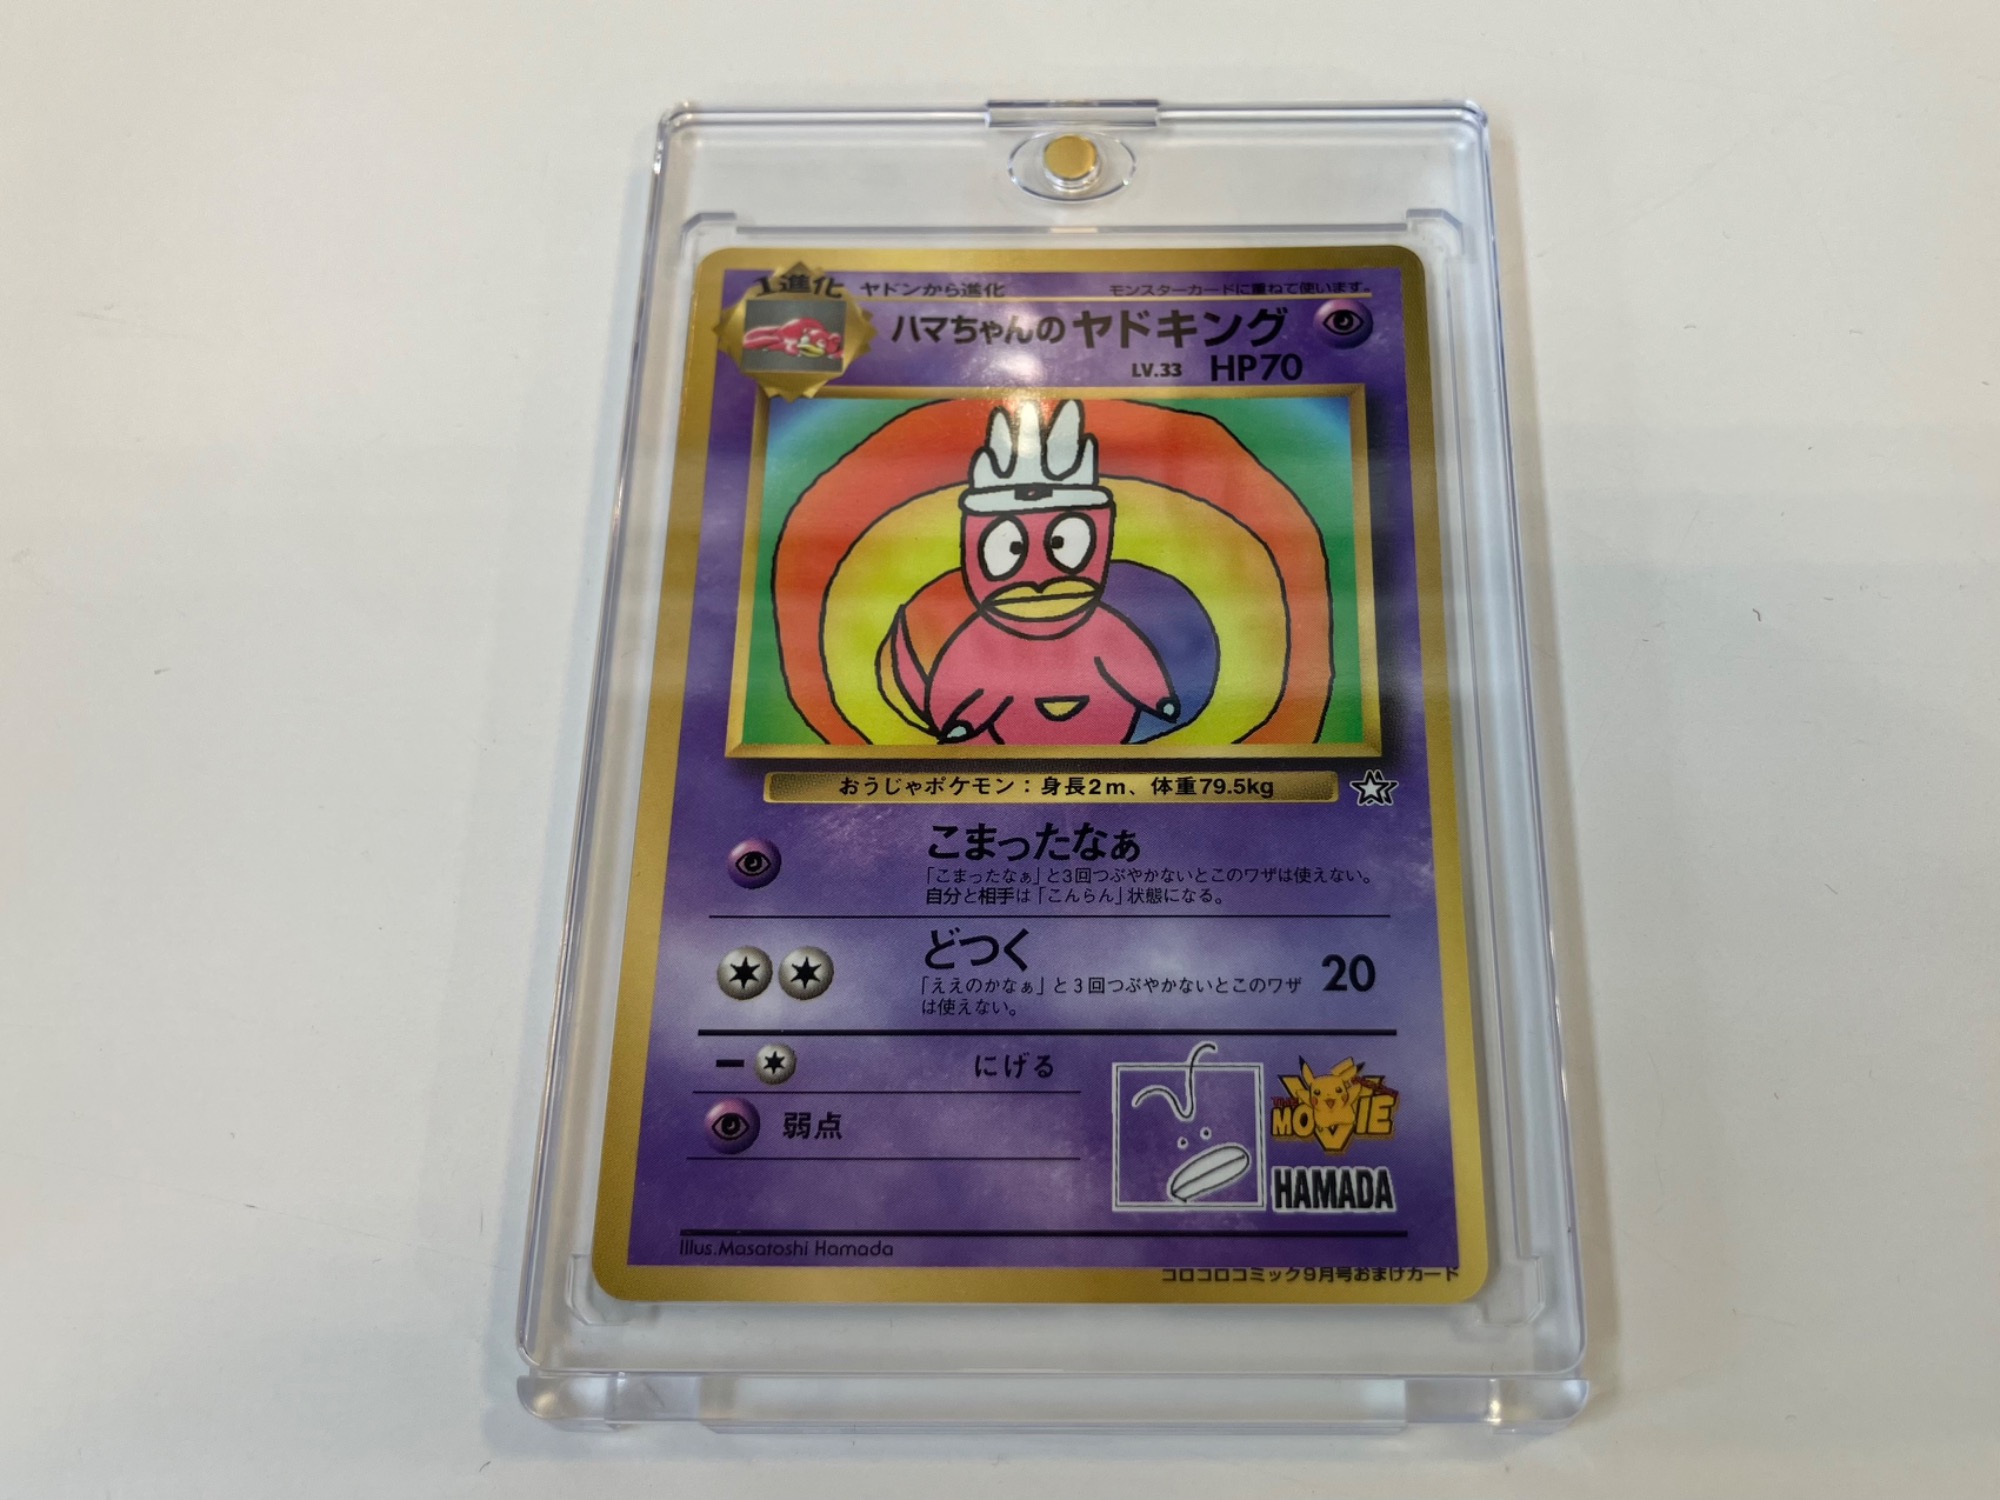 1進化
ヤドンから進化
モンスターカードに重ねて使います。
ハマちゃんのヤドキング
LV.33 HP70
おうじゃポケモン：身長2m、体重79.5kg
こまったなぁ
「こまったなぁ」と3回つぶやかないとこのワザは使えない。
自分と相手は「こんらん」状態になる。
どつく
20
「ええのかなぁ」と3回つぶやかないとこのワザ
は使えない。
にげる
弱点
MOVIE
HAMADA
Illus.Masatoshi Hamada
コロコロコミック9月号おまけカード